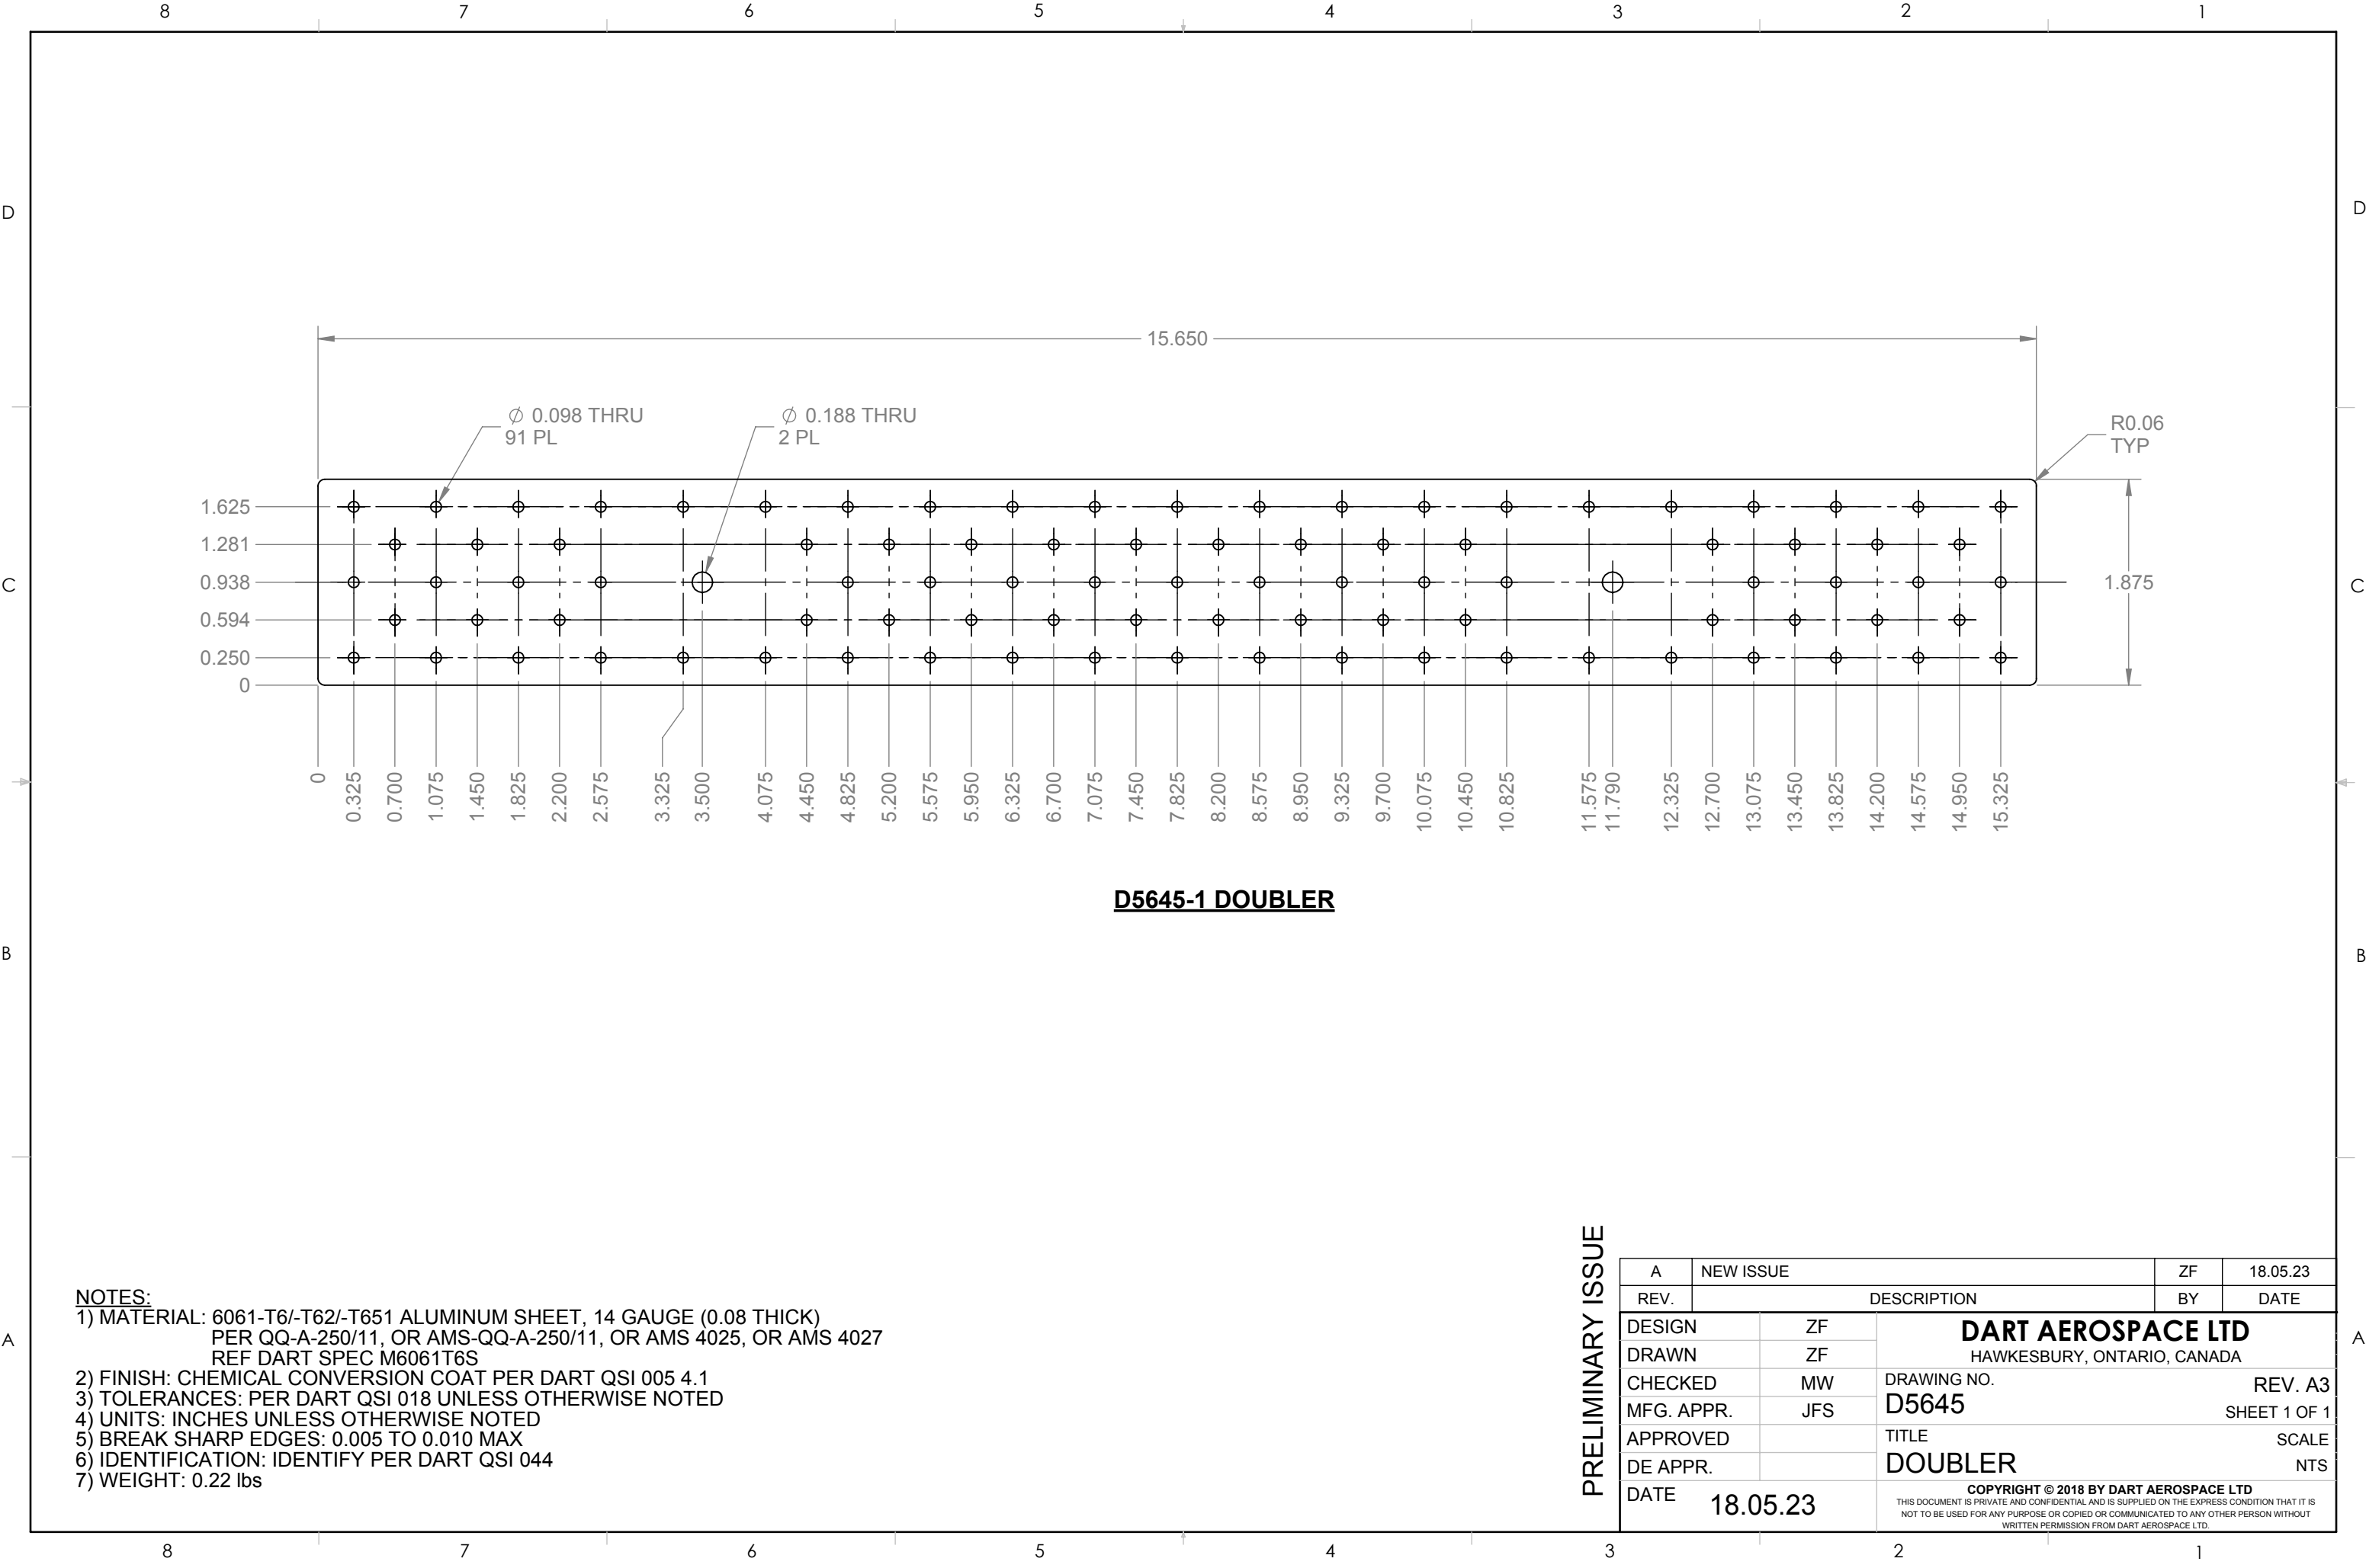 8 7 6 5 4 3 2 1
D D
15.650
Ø 0.098 THRU
91 PL
Ø 0.188 THRU
2 PL
R0.06
TYP
1.625
1.281
C 0.938 1.875 C
0.594
0.250
0
0 0.325 0.700 1.075 1.450 1.825 2.200 2.575 3.325 3.500 4.075 4.450 4.825 5.200 5.575 5.950 6.325 6.700 7.075 7.450 7.825 8.200 8.575 8.950 9.325 9.700 10.075 10.450 10.825 11.575 11.790 12.325 12.700 13.075 13.450 13.825 14.200 14.575 14.950 15.325
D5645-1 DOUBLER
B B
NOTES:
1) MATERIAL: 6061-T6/-T62/-T651 ALUMINUM SHEET, 14 GAUGE (0.08 THICK)
PER QQ-A-250/11, OR AMS-QQ-A-250/11, OR AMS 4025, OR AMS 4027
REF DART SPEC M6061T6S
2) FINISH: CHEMICAL CONVERSION COAT PER DART QSI 005 4.1
3) TOLERANCES: PER DART QSI 018 UNLESS OTHERWISE NOTED
4) UNITS: INCHES UNLESS OTHERWISE NOTED
5) BREAK SHARP EDGES: 0.005 TO 0.010 MAX
6) IDENTIFICATION: IDENTIFY PER DART QSI 044
7) WEIGHT: 0.22 lbs
A A
PRELIMINARY ISSUE
A NEW ISSUE ZF 18.05.23
REV. DESCRIPTION BY DATE
DESIGN ZF
DRAWN ZF
CHECKED MW
MFG. APPR. JFS
APPROVED
DE APPR.
DATE 18.05.23
DART AEROSPACE LTD
HAWKESBURY, ONTARIO, CANADA
DRAWING NO. REV. A3
D5645 SHEET 1 OF 1
TITLE SCALE
DOUBLER NTS
COPYRIGHT © 2018 BY DART AEROSPACE LTD
THIS DOCUMENT IS PRIVATE AND CONFIDENTIAL AND IS SUPPLIED ON THE EXPRESS CONDITION THAT IT IS
NOT TO BE USED FOR ANY PURPOSE OR COPIED OR COMMUNICATED TO ANY OTHER PERSON WITHOUT
WRITTEN PERMISSION FROM DART AEROSPACE LTD.
8 7 6 5 4 3 2 1